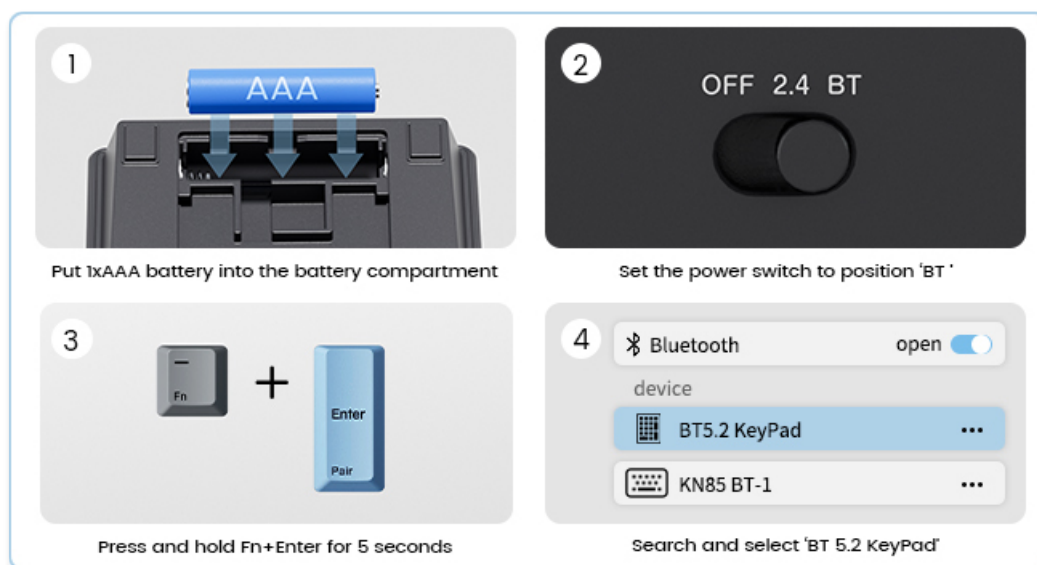 1
AAA
Put 1xAAA battery into the battery compartment
2
OFF 2.4 BT
Set the power switch to position 'BT '
3
–
Fn
+
Enter
Pair
Press and hold Fn+Enter for 5 seconds
4
Bluetooth open
device
BT5.2 KeyPad •••
KN85 BT-1 •••
Search and select 'BT 5.2 KeyPad'